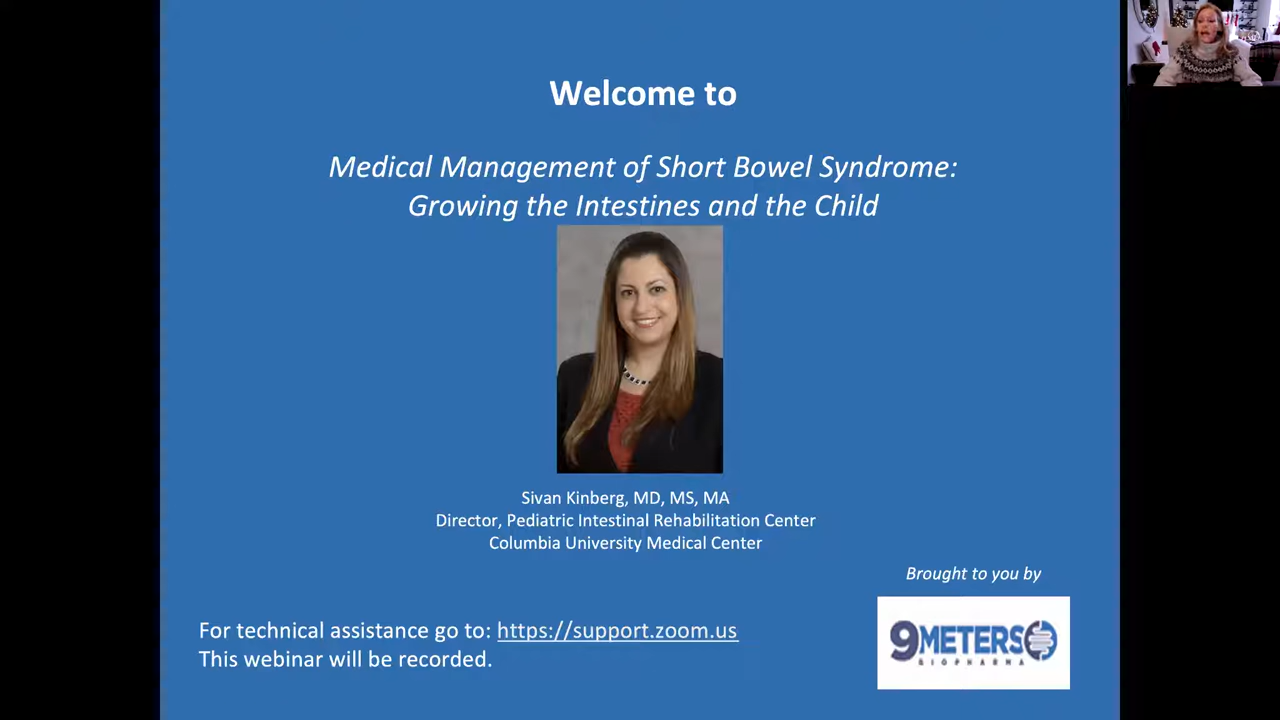 Welcome to
Medical Management of Short Bowel Syndrome:
Growing the Intestines and the Child
Sivan Kinberg, MD, MS, MA
Director, Pediatric Intestinal Rehabilitation Center
Columbia University Medical Center
Brought to you by
9 METERS
BIOPHARMA
For technical assistance go to: https://support.zoom.us
This webinar will be recorded.